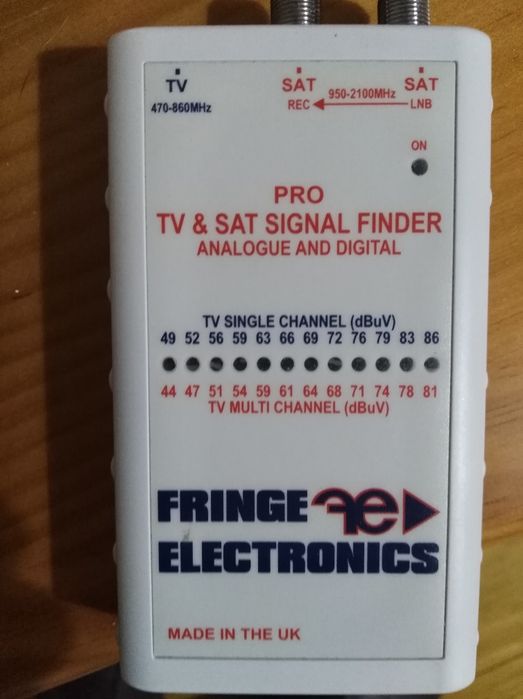 TV SAT SAT
470-860MHz REC 950-2100MHz LNB
ON
PRO
TV & SAT SIGNAL FINDER
ANALOGUE AND DIGITAL
TV SINGLE CHANNEL (dBuV)
49 52 56 59 63 66 69 72 76 79 83 86
44 47 51 54 59 61 64 68 71 74 78 81
TV MULTI CHANNEL (dBuV)
FRINGE fe
ELECTRONICS
MADE IN THE UK